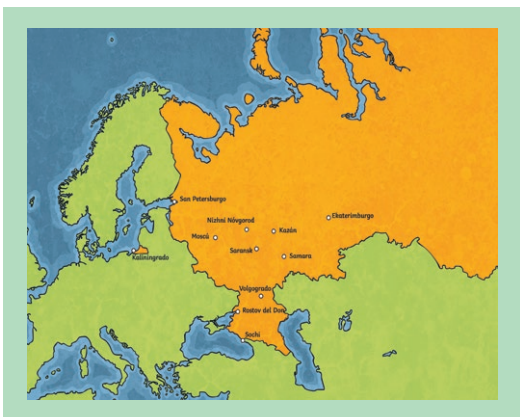 San Petersburgo
Ekaterimburgo
Nizhni Nóvgorod
Kazán
Moscú
Saransk
Samara
Kaliningrado
Volgogrado
Rostov del Don
Sochi